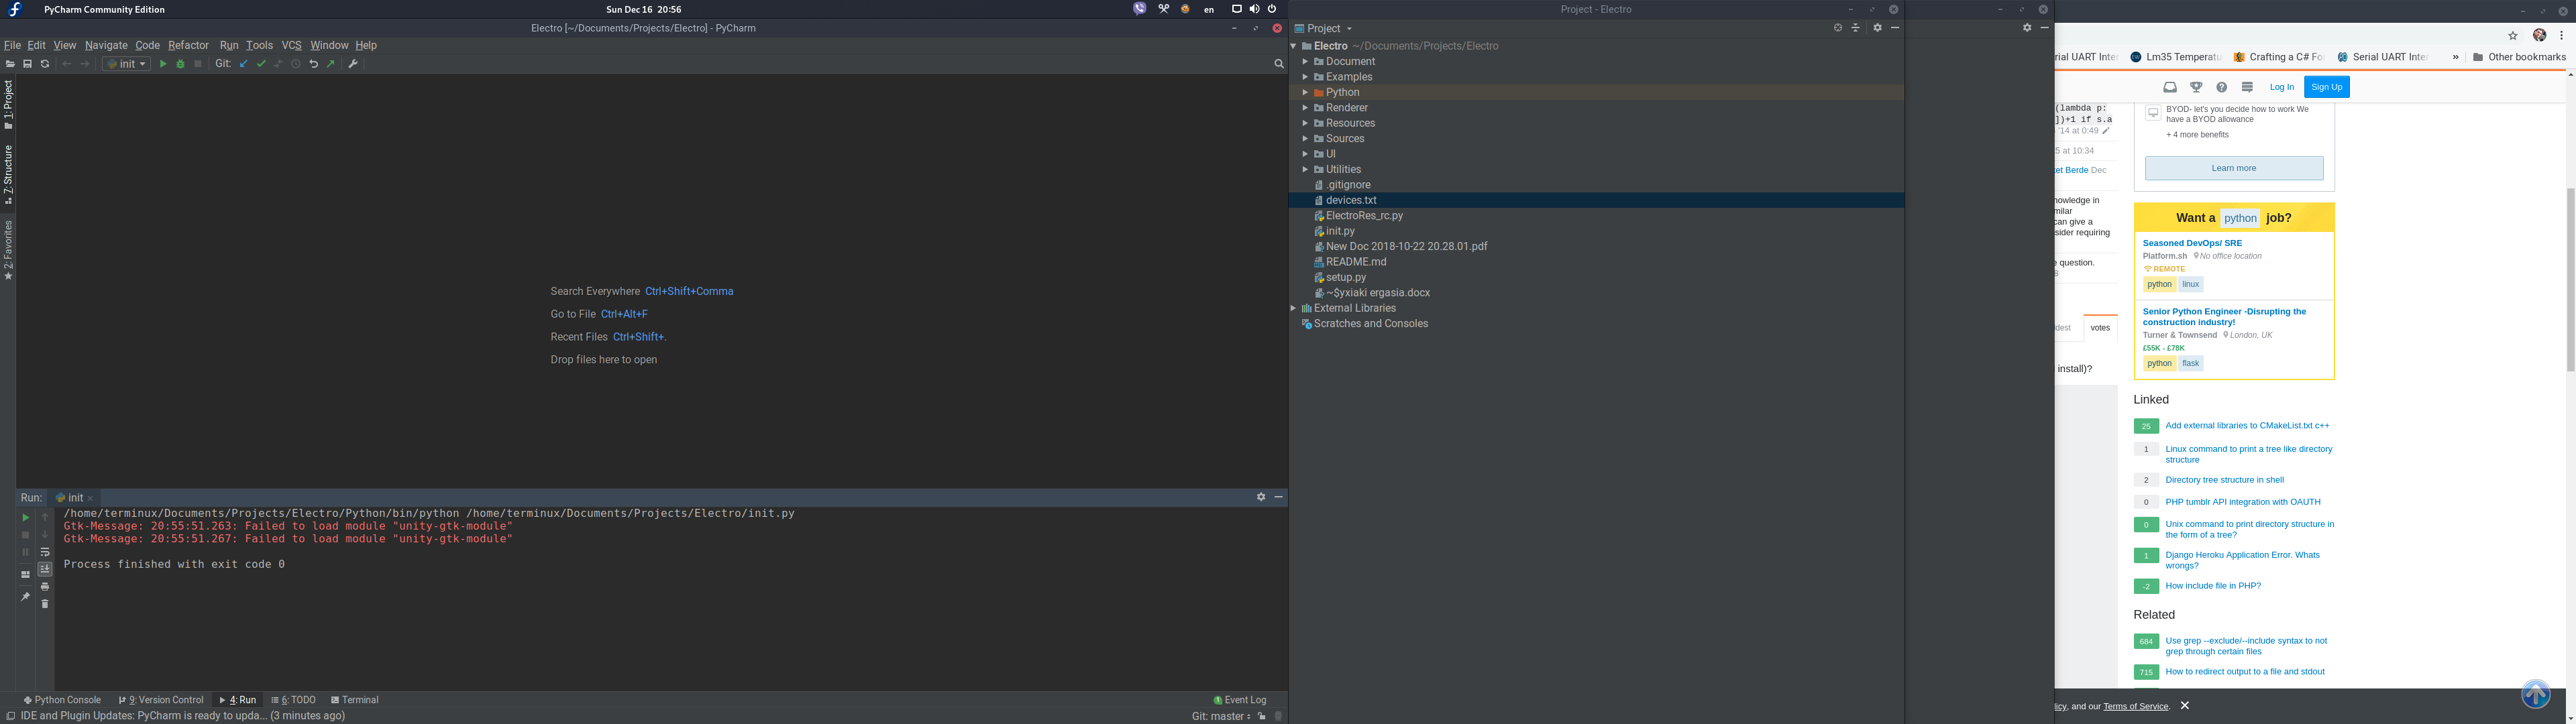 PyCharm Community Edition
Sun Dec 16 20:56
en
Electro [~/Documents/Projects/Electro] - PyCharm
File Edit View Navigate Code Refactor Run Tools VCS Window Help
init
Git:
1: Project
7: Structure
2: Favorites
Search Everywhere Ctrl+Shift+Comma
Go to File Ctrl+Alt+F
Recent Files Ctrl+Shift+.
Drop files here to open
Run: init
/home/terminux/Documents/Projects/Electro/Python/bin/python /home/terminux/Documents/Projects/Electro/init.py
Gtk-Message: 20:55:51.263: Failed to load module "unity-gtk-module"
Gtk-Message: 20:55:51.267: Failed to load module "unity-gtk-module"
Process finished with exit code 0
Python Console 9: Version Control 4: Run 6: TODO Terminal
1 Event Log
IDE and Plugin Updates: PyCharm is ready to upda... (3 minutes ago)
Git: master
Project - Electro
Project
Electro ~/Documents/Projects/Electro
Document
Examples
Python
Renderer
Resources
Sources
UI
Utilities
.gitignore
devices.txt
ElectroRes_rc.py
init.py
New Doc 2018-10-22 20.28.01.pdf
README.md
setup.py
~$yxiaki ergasia.docx
External Libraries
Scratches and Consoles
rial UART Inter
Lm35 Temperatu
Crafting a C# For
Serial UART Inter
» Other bookmarks
Log In Sign Up
(lambda p:
])+1 if s.a
'14 at 0:49
5 at 10:34
ket Berde Dec
nowledge in
milar
can give a
sider requiring
e question.
8
dest votes
install)?
BYOD- let's you decide how to work We
have a BYOD allowance
+ 4 more benefits
Learn more
Want a python job?
Seasoned DevOps/ SRE
Platform.sh No office location
REMOTE
python linux
Senior Python Engineer -Disrupting the
construction industry!
Turner & Townsend London, UK
£55K - £78K
python flask
Linked
25 Add external libraries to CMakeList.txt c++
1 Linux command to print a tree like directory
structure
2 Directory tree structure in shell
0 PHP tumblr API integration with OAUTH
0 Unix command to print directory structure in
the form of a tree?
1 Django Heroku Application Error. Whats
wrongs?
-2 How include file in PHP?
Related
684 Use grep --exclude/--include syntax to not
grep through certain files
715 How to redirect output to a file and stdout
licy, and our Terms of Service.